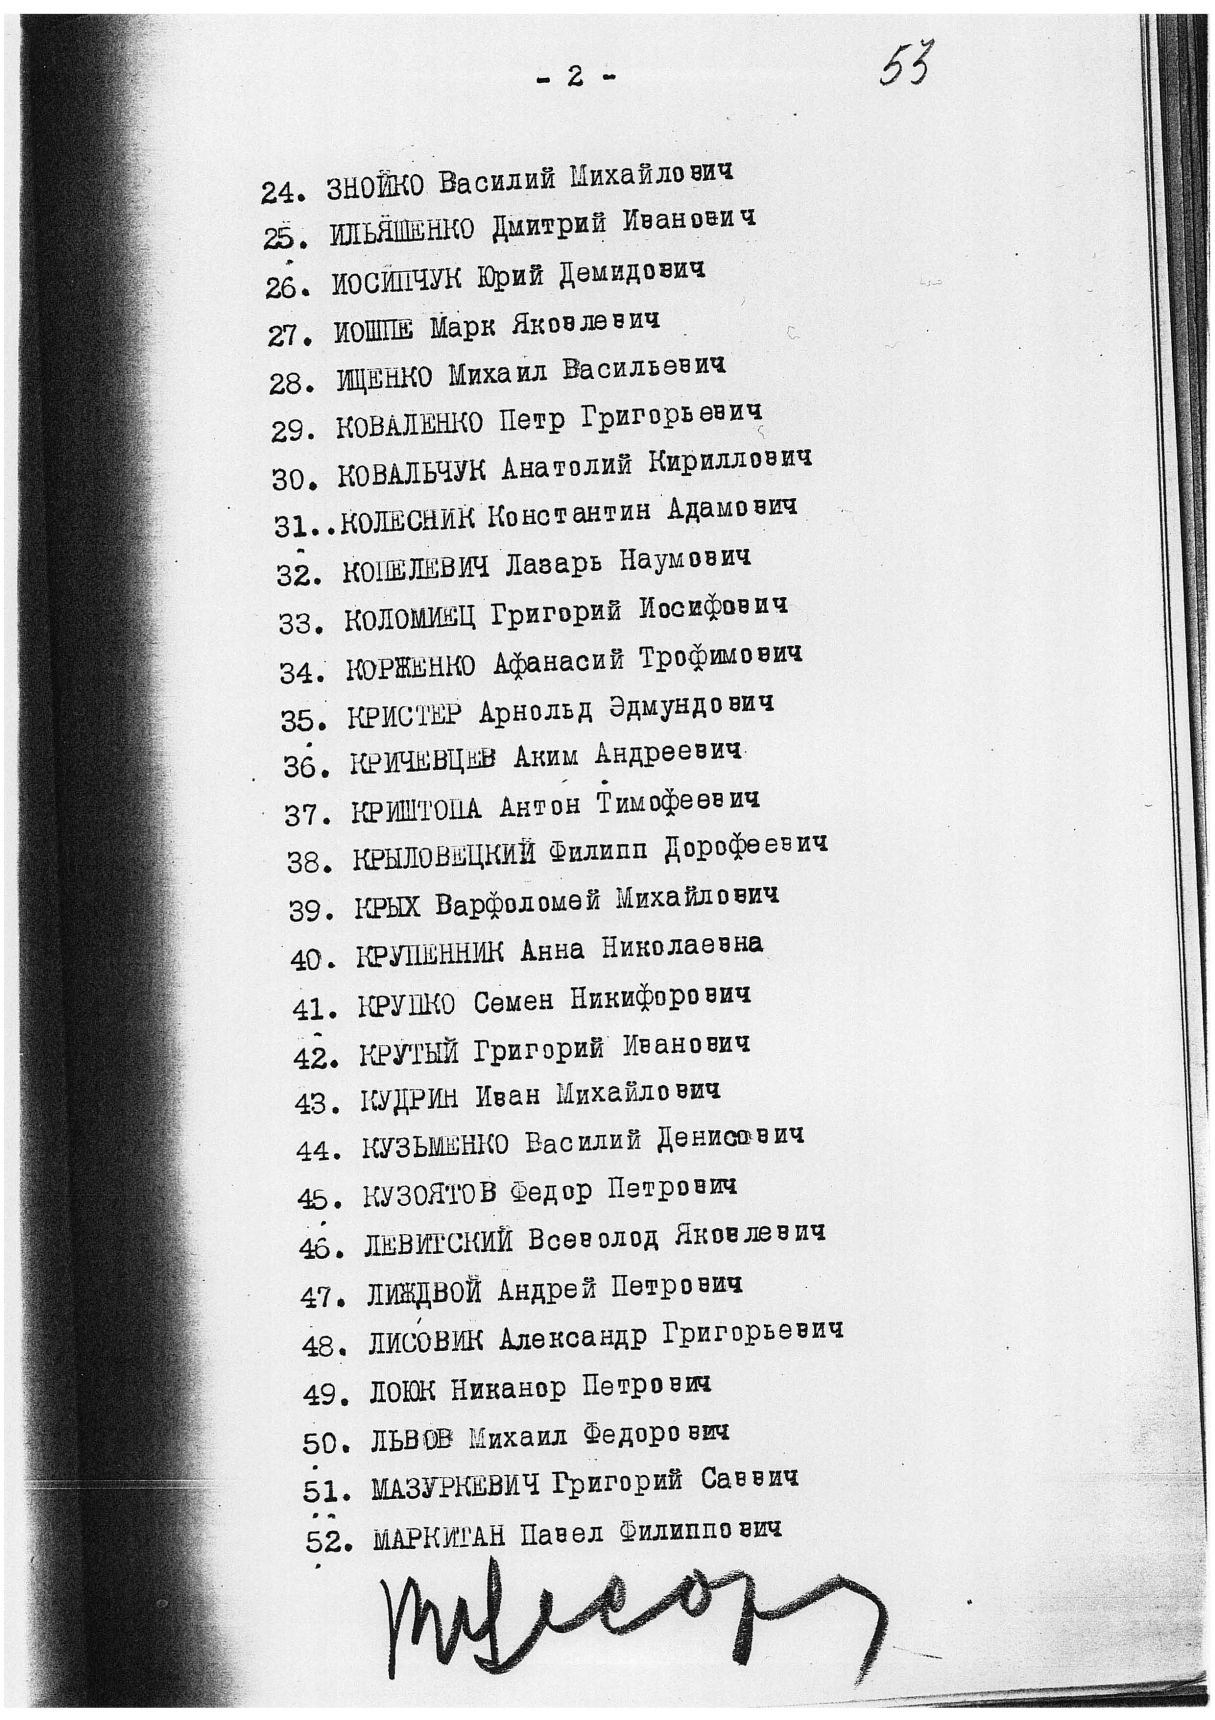 - 2 -
53
24. ЗНОЙКО Василий Михайлович
25. ИЛЬЯШЕНКО Дмитрий Иванович
26. ИОСИПЧУК Юрий Демидович
27. ИОШПЕ Марк Яковлевич
28. ИЩЕНКО Михаил Васильевич
29. КОВАЛЕНКО Петр Григорьевич
30. КОВАЛЬЧУК Анатолий Кириллович
31..КОЛЕСНИК Константин Адамович
32. КОПЕЛЕВИЧ Лазарь Наумович
33. КОЛОМИЕЦ Григорий Иосифович
34. КОРЖЕНКО Афанасий Трофимович
35. КРИСТЕР Арнольд Эдмундович
36. КРИЧЕВЦЕВ Аким Андреевич
37. КРИШТОПА Антон Тимофеевич
38. КРЫЛОВЕЦКИЙ Филипп Дорофеевич
39. КРЫХ Варфоломей Михайлович
40. КРУПЕННИК Анна Николаевна
41. КРУПКО Семен Никифорович
42. КРУТЫЙ Григорий Иванович
43. КУДРИН Иван Михайлович
44. КУЗЬМЕНКО Василий Денисович
45. КУЗОЯТОВ Федор Петрович
46. ЛЕВИТСКИЙ Всеволод Яковлевич
47. ЛИЖДВОЙ Андрей Петрович
48. ЛИСОВИК Александр Григорьевич
49. ЛОЮК Никанор Петрович
50. ЛЬВОВ Михаил Федорович
51. МАЗУРКЕВИЧ Григорий Саввич
52. МАРКИТАН Павел Филиппович